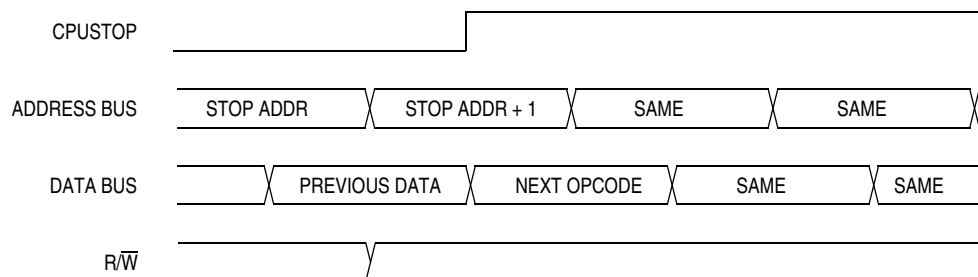 CPUSTOP
ADDRESS BUS STOP ADDR STOP ADDR + 1 SAME SAME
DATA BUS PREVIOUS DATA NEXT OPCODE SAME SAME
R/W̅